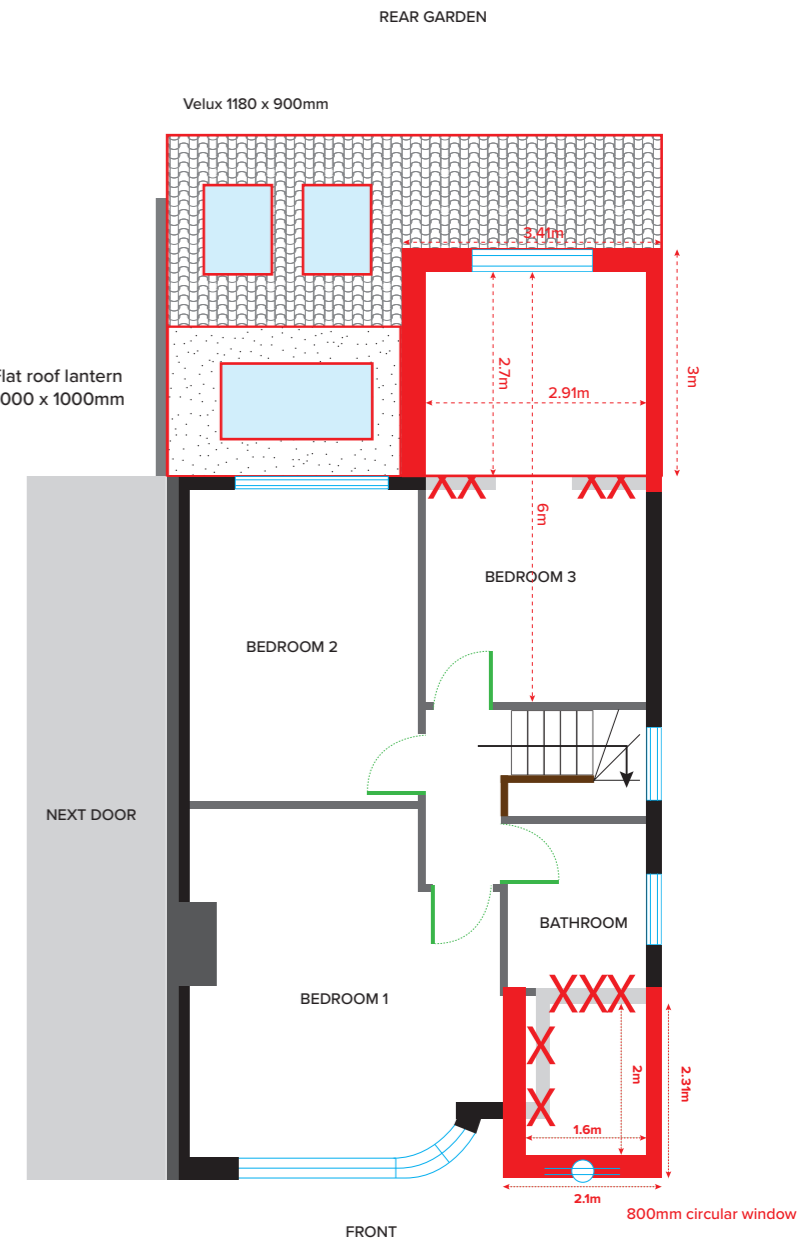 REAR GARDEN
Velux 1180 x 900mm
3.41m
2.7m
2.91m
3m
lat roof lantern
000 x 1000mm
6m
BEDROOM 3
BEDROOM 2
NEXT DOOR
BATHROOM
BEDROOM 1
2m
2.31m
1.6m
2.1m
800mm circular window
FRONT